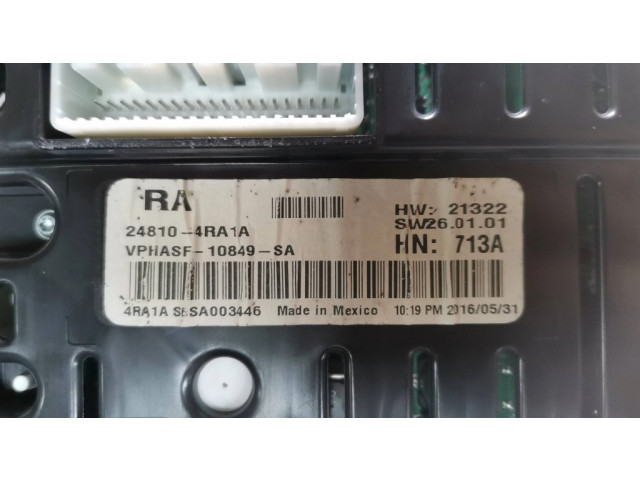 RA
HW: 21322
24810-4RA1A
SW26.01.01
VPHASF-10849-SA
HN: 713A
4RA1A S6SA003446 Made in Mexico 10:19 PM 2016/05/31